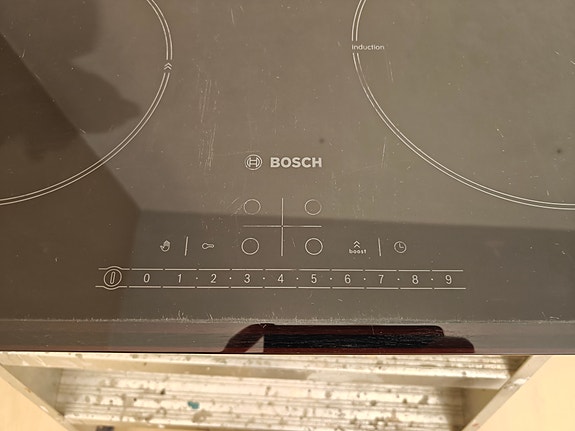 induction
BOSCH
boost
0 1 2 · 3 · 4 · 5 · 6 · 7 · 8 · 9